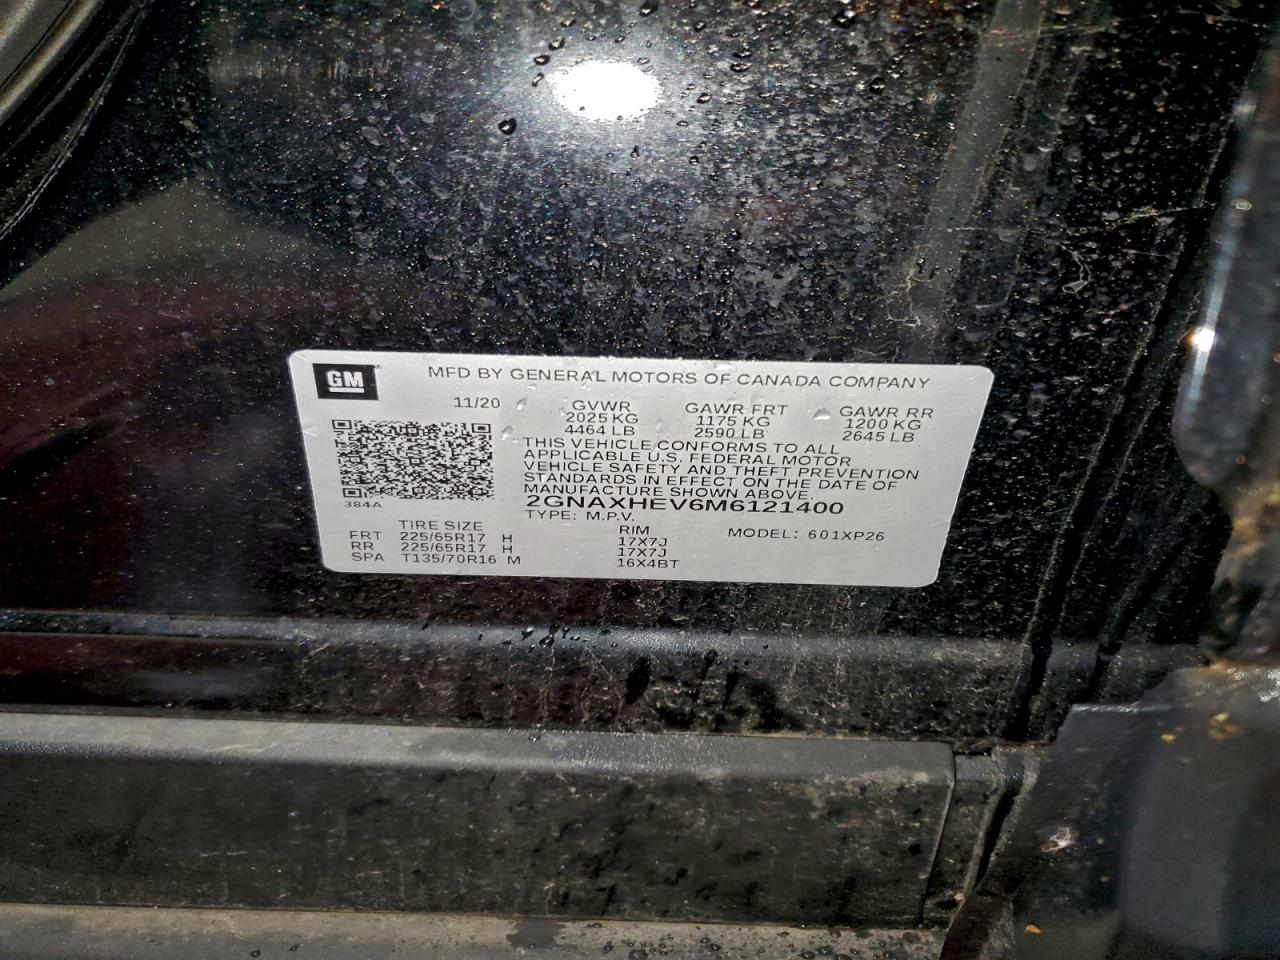 GM
MFD BY GENERAL MOTORS OF CANADA COMPANY
11/20 GVWR GAWR FRT GAWR RR
2025 KG 1175 KG 1200 KG
4464 LB 2590 LB 2645 LB
THIS VEHICLE CONFORMS TO ALL
APPLICABLE U.S. FEDERAL MOTOR
VEHICLE SAFETY AND THEFT PREVENTION
STANDARDS IN EFFECT ON THE DATE OF
MANUFACTURE SHOWN ABOVE.
384A
2GNAXHEV6M6121400
TYPE: M.P.V.
TIRE SIZE RIM MODEL: 601XP26
FRT 225/65R17 H 17X7J
RR 225/65R17 H 17X7J
SPA T135/70R16 M 16X4BT